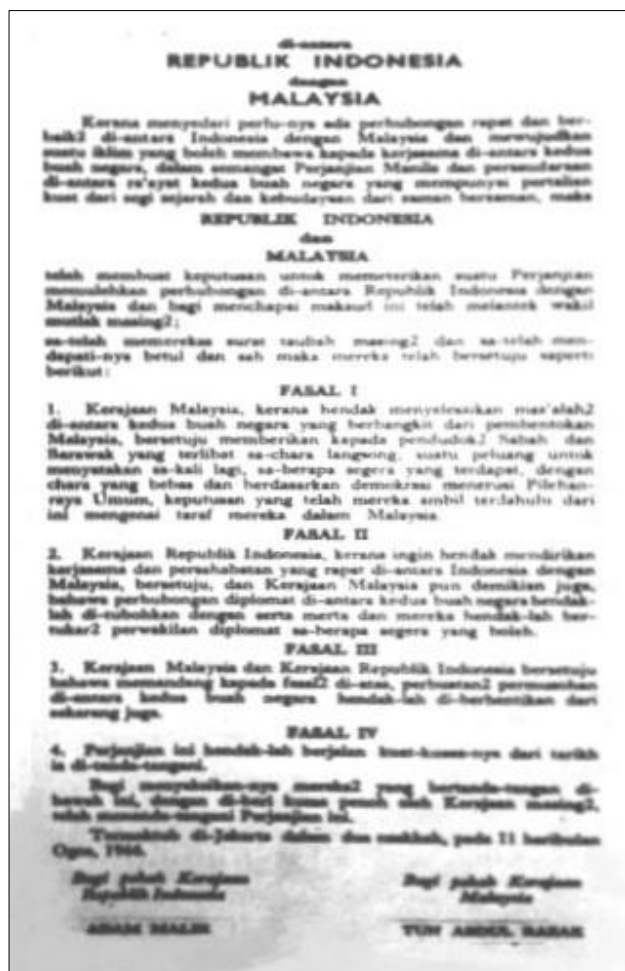 di-antara
REPUBLIK INDONESIA
dengan
MALAYSIA
Kerana menyedari perlu-nya ada perhubongan rapat dan ber-
baik2 di-antara Indonesia dengan Malaysia dan mewujudkan
suatu iklim yang boleh membawa kapada kerjasama di-antara kedua
buah negara, dalam semangat Perjanjian Manila dan persaudaraan
di-antara ra'ayat kedua buah negara yang mempunyai pertalian
kuat dari segi sejarah dan kebudayaan dari zaman berzaman, maka
REPUBLIK INDONESIA
dan
MALAYSIA
telah membuat keputusan untok memeterikan suatu Perjanjian
memulehkan perhubongan di-antara Republik Indonesia dengan
Malaysia dan bagi menchapai maksud ini telah melantek wakil
mutlak masing2;
sa-telah memereksa surat tauliah masing2 dan sa-telah men-
dapati-nya betul dan sah maka mereka telah bersetuju saperti
berikut:
FASAL I
1. Kerajaan Malaysia, kerana hendak menyelesaikan mas'alah2
di-antara kedua buah negara yang berbangkit dari pembentokan
Malaysia, bersetuju memberikan kapada pendudok2 Sabah dan
Sarawak yang terlibat sa-chara langsong, suatu peluang untok
menyatakan sa-kali lagi, sa-berapa segera yang terdapat, dengan
chara yang bebas dan berdasarkan demokrasi menerusi Pilehan-
raya Umum, keputusan yang telah mereka ambil terdahulu dari
ini mengenai taraf mereka dalam Malaysia.
FASAL II
2. Kerajaan Republik Indonesia, kerana ingin hendak mendirikan
kerjasama dan persahabatan yang rapat di-antara Indonesia dengan
Malaysia, bersetuju, dan Kerajaan Malaysia pun demikian juga,
bahawa perhubongan diplomat di-antara kedua buah negara hendak-
lah di-tubohkan dengan serta merta dan mereka hendak-lah ber-
tukar2 perwakilan diplomat sa-berapa segera yang boleh.
FASAL III
3. Kerajaan Malaysia dan Kerajaan Republik Indonesia bersetuju
bahawa memandang kapada fasal2 di-atas, perbuatan2 permusohan
di-antara kedua buah negara hendak-lah di-berhentikan dari
sekarang juga.
FASAL IV
4. Perjanjian ini hendak-lah berjalan kuat-kuasa-nya dari tarikh
ia di-tanda-tangani.
Bagi menyaksikan-nya mereka2 yang bertanda-tangan di-
bawah ini, dengan di-beri kuasa penoh oleh Kerajaan masing2,
telah menanda-tangani Perjanjian ini.
Termaktub di-Jakarta dalam dua naskhah, pada 11 haribulan
Ogos, 1966.
Bagi pehak Kerajaan
Republik Indonesia
Bagi pehak Kerajaan
Malaysia
ADAM MALIK
TUN ABDUL RAZAK